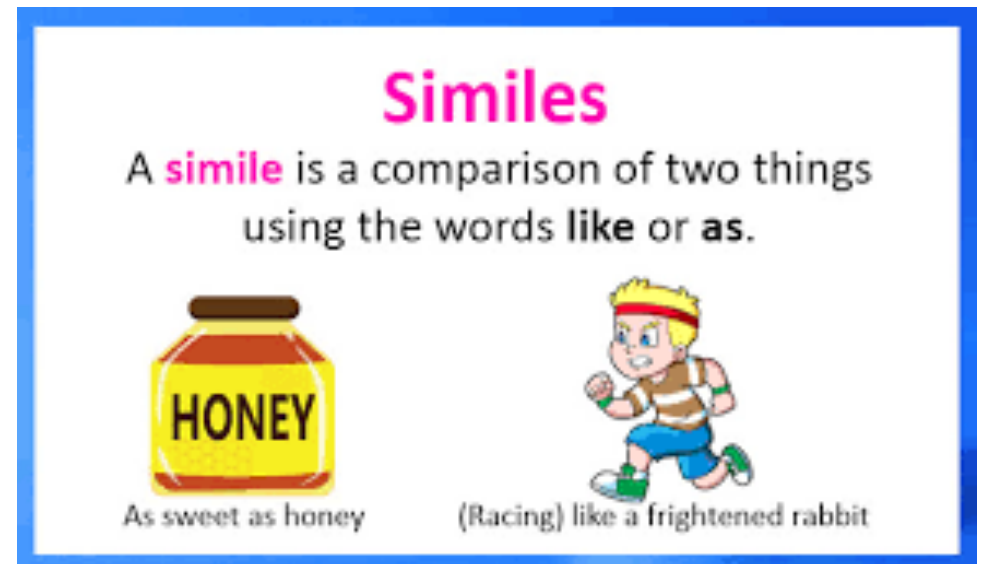 Similes
A simile is a comparison of two things
using the words like or as.
HONEY
As sweet as honey
(Racing) like a frightened rabbit